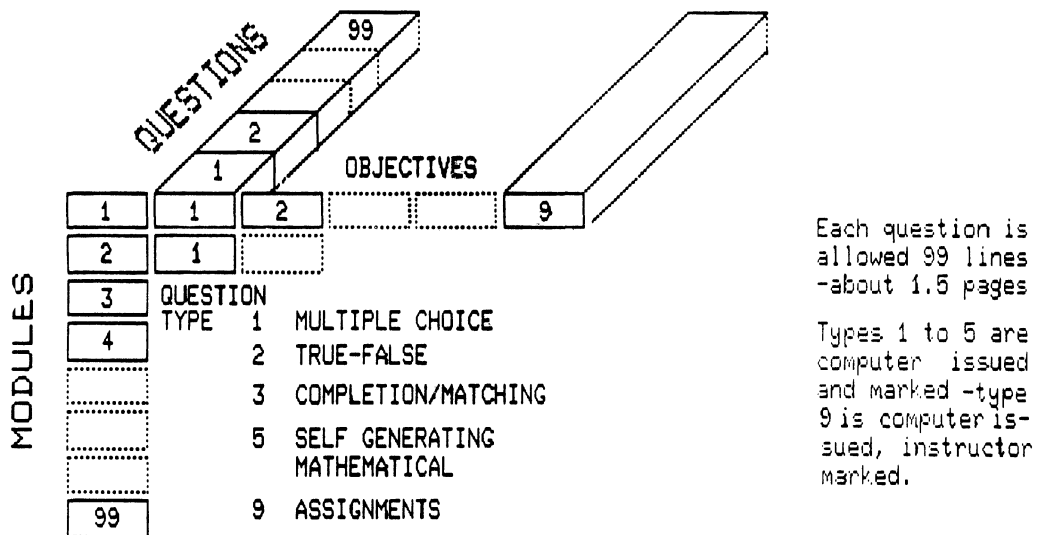 QUESTIONS
99
2
1
OBJECTIVES
1 1 2 9
2 1
3
4
99
MODULES
QUESTION
TYPE 1 MULTIPLE CHOICE
2 TRUE-FALSE
3 COMPLETION/MATCHING
5 SELF GENERATING
MATHEMATICAL
9 ASSIGNMENTS
Each question is
allowed 99 lines
-about 1.5 pages
Types 1 to 5 are
computer issued
and marked -type
9 is computer is-
sued, instructor
marked.